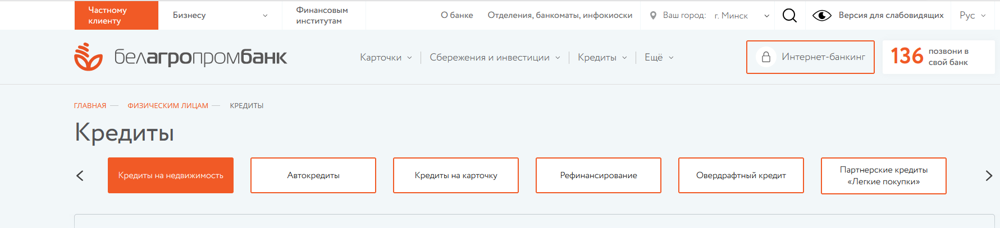 Частному
клиенту
Бизнесу
Финансовым
институтам
О банке
Отделения, банкоматы, инфокиоски
Ваш город: г. Минск
Версия для слабовидящих
Рус
белагропромбанк
Карточки
Сбережения и инвестиции
Кредиты
Ещё
Интернет-банкинг
136
позвони в
свой банк
ГЛАВНАЯ — ФИЗИЧЕСКИМ ЛИЦАМ — КРЕДИТЫ
Кредиты
Кредиты на недвижимость
Автокредиты
Кредиты на карточку
Рефинансирование
Овердрафтный кредит
Партнерские кредиты
«Легкие покупки»